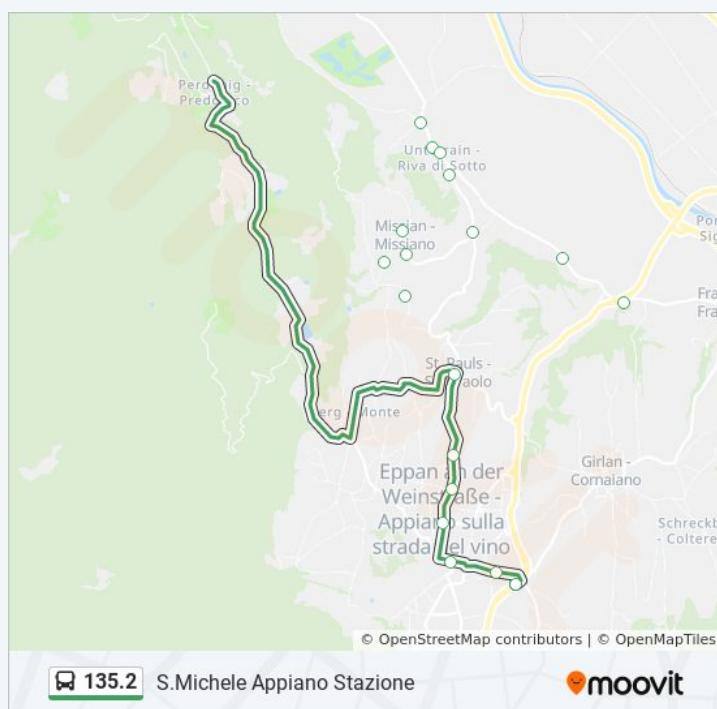 Perdonig -
Predonico
Unterrain -
Riva di Sotto
Missian -
Missiano
Por
Sig
Fra
Fra
St. Pauls -
S. Paolo
Berg - Monte
Girlan -
Cornaiano
Eppan an der
Weinstraße -
Appiano sulla
strada del vino
Schreckb
- Coltere
© OpenStreetMap contributors | © OpenMapTiles
135.2 S.Michele Appiano Stazione
moovit